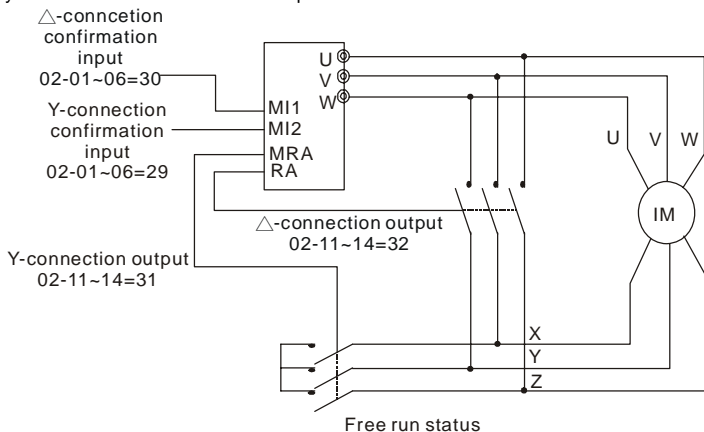 △-conncetion
confirmation
input
02-01~06=30
Y-connection
confirmation
input
02-01~06=29
U
V
W
MI1
MI2
MRA
RA
U V W
IM
△-connection output
02-11~14=32
Y-connection output
02-11~14=31
X
Y
Z
Free run status